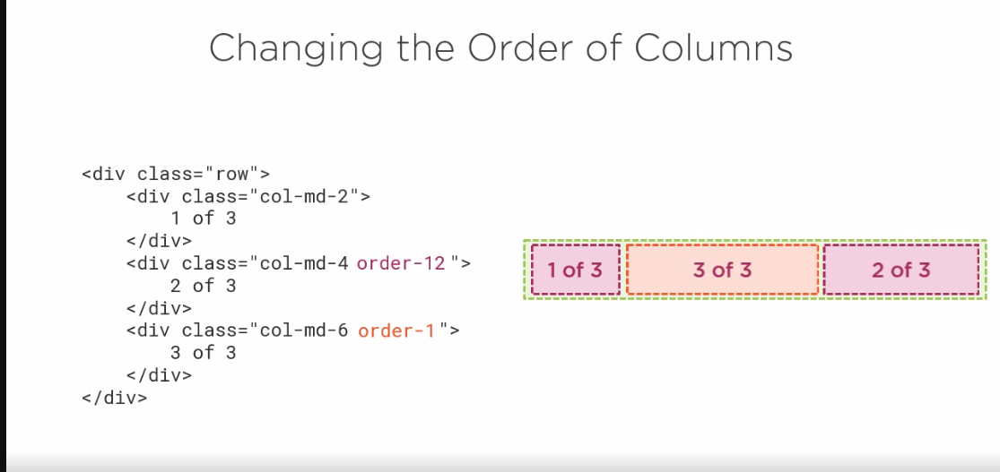 Changing the Order of Columns
<div class="row">
<div class="col-md-2">
1 of 3
</div>
<div class="col-md-4 order-12">
2 of 3
</div>
<div class="col-md-6 order-1">
3 of 3
</div>
</div>
1 of 3
3 of 3
2 of 3